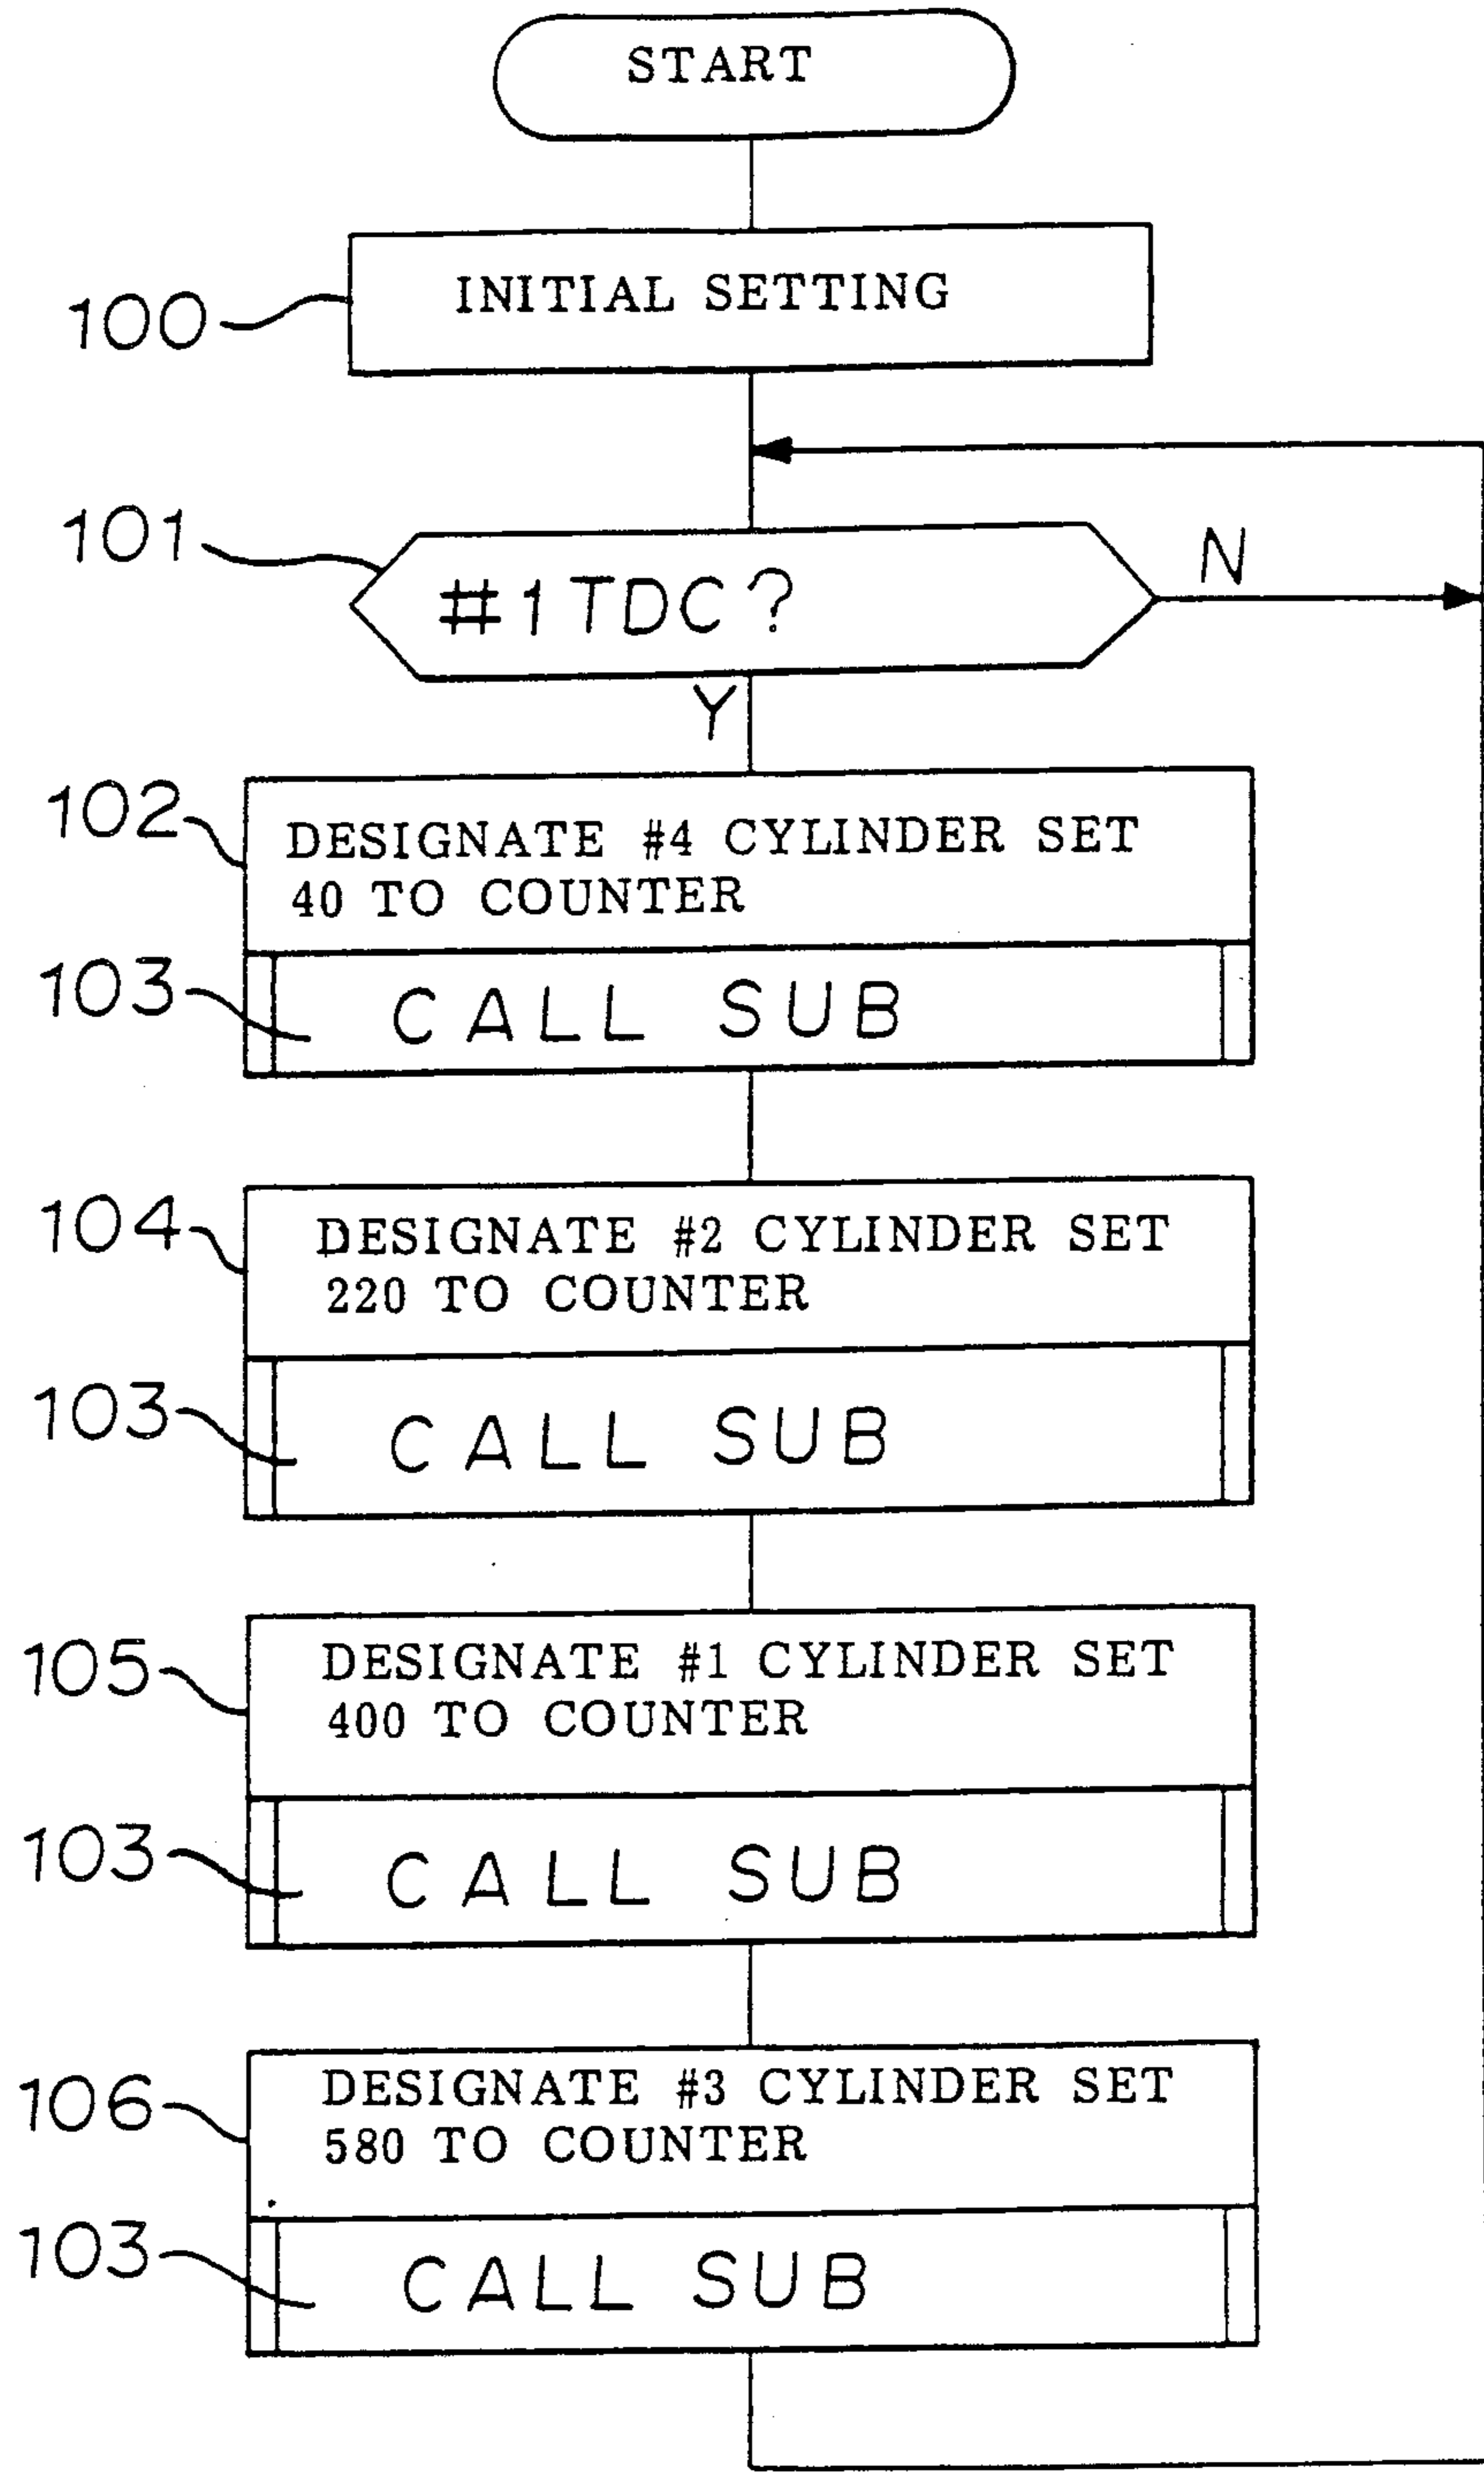 START
100
INITIAL SETTING
101
#1TDC?
N
Y
102
DESIGNATE #4 CYLINDER SET
40 TO COUNTER
103
CALL SUB
104
DESIGNATE #2 CYLINDER SET
220 TO COUNTER
103
CALL SUB
105
DESIGNATE #1 CYLINDER SET
400 TO COUNTER
103
CALL SUB
106
DESIGNATE #3 CYLINDER SET
580 TO COUNTER
103
CALL SUB